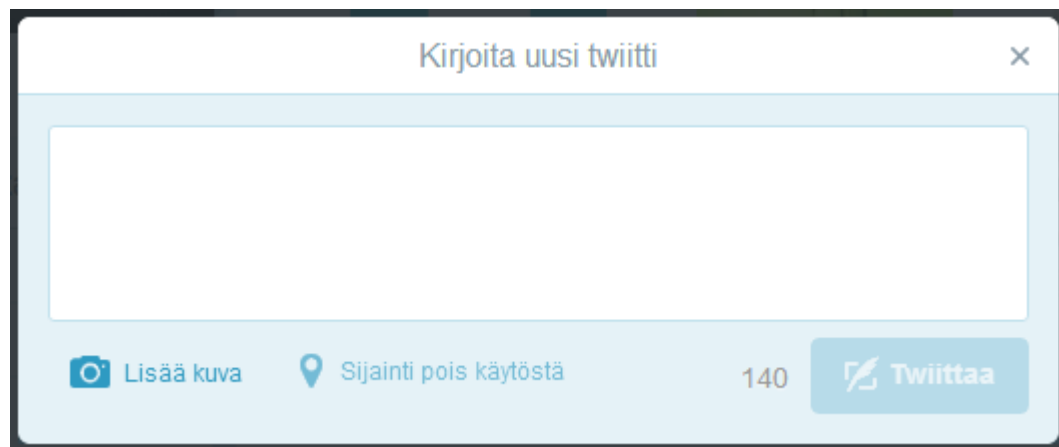 Kirjoita uusi twiitti
Lisää kuva Sijainti pois käytöstä 140 Twiittaa